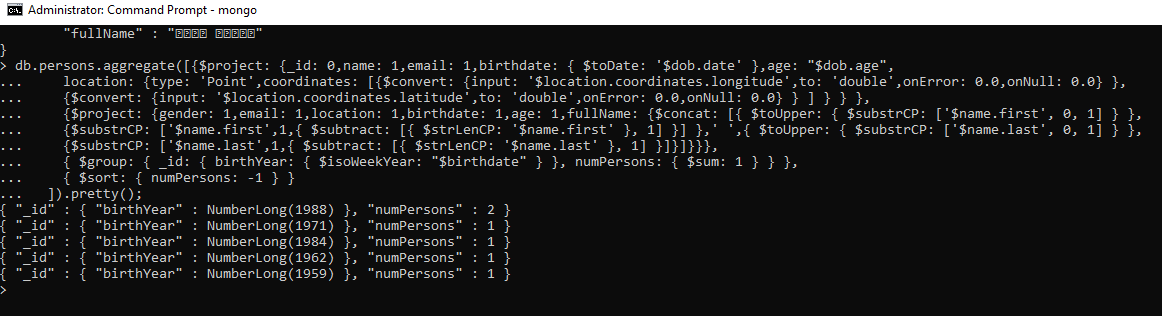 Administrator: Command Prompt - mongo
"fullName" : "
}
> db.persons.aggregate([{$project: {_id: 0,name: 1,email: 1,birthdate: { $toDate: '$dob.date' },age: "$dob.age",
... location: {type: 'Point',coordinates: [{$convert: {input: '$location.coordinates.longitude',to: 'double',onError: 0.0,onNull: 0.0} },
... {$convert: {input: '$location.coordinates.latitude',to: 'double',onError: 0.0,onNull: 0.0} } ] } } },
... {$project: {gender: 1,email: 1,location: 1,birthdate: 1,age: 1,fullName: {$concat: [{ $toUpper: { $substrCP: ['$name.first', 0, 1] } },
... {$substrCP: ['$name.first',1,{ $subtract: [{ $strLenCP: '$name.first' }, 1] }] },' ',{ $toUpper: { $substrCP: ['$name.last', 0, 1] } },
... {$substrCP: ['$name.last',1,{ $subtract: [{ $strLenCP: '$name.last' }, 1] }]}]}}},
... { $group: { _id: { birthYear: { $isoWeekYear: "$birthdate" } }, numPersons: { $sum: 1 } } },
... { $sort: { numPersons: -1 } }
... ]).pretty();
{ "_id" : { "birthYear" : NumberLong(1988) }, "numPersons" : 2 }
{ "_id" : { "birthYear" : NumberLong(1971) }, "numPersons" : 1 }
{ "_id" : { "birthYear" : NumberLong(1984) }, "numPersons" : 1 }
{ "_id" : { "birthYear" : NumberLong(1962) }, "numPersons" : 1 }
{ "_id" : { "birthYear" : NumberLong(1959) }, "numPersons" : 1 }
>